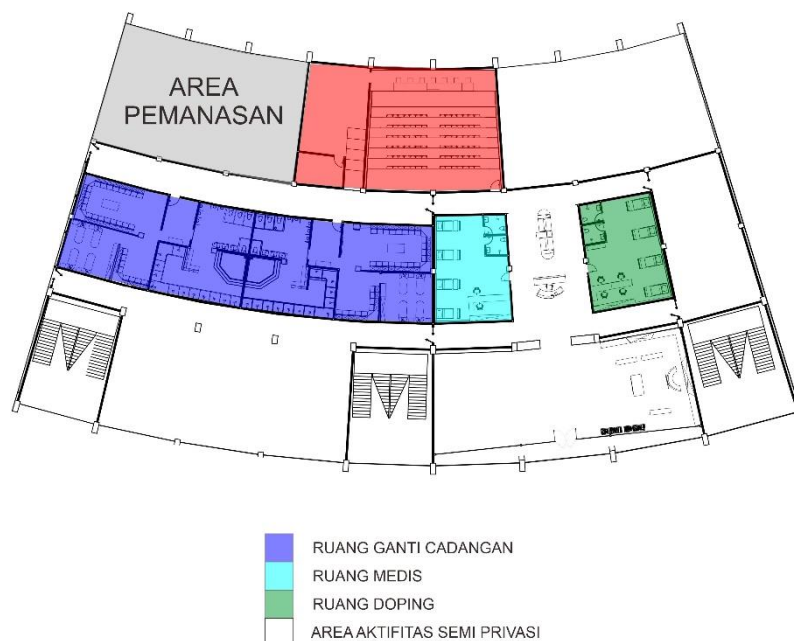 AREA
PEMANASAN
RUANG GANTI CADANGAN
RUANG MEDIS
RUANG DOPING
AREA AKTIFITAS SEMI PRIVASI